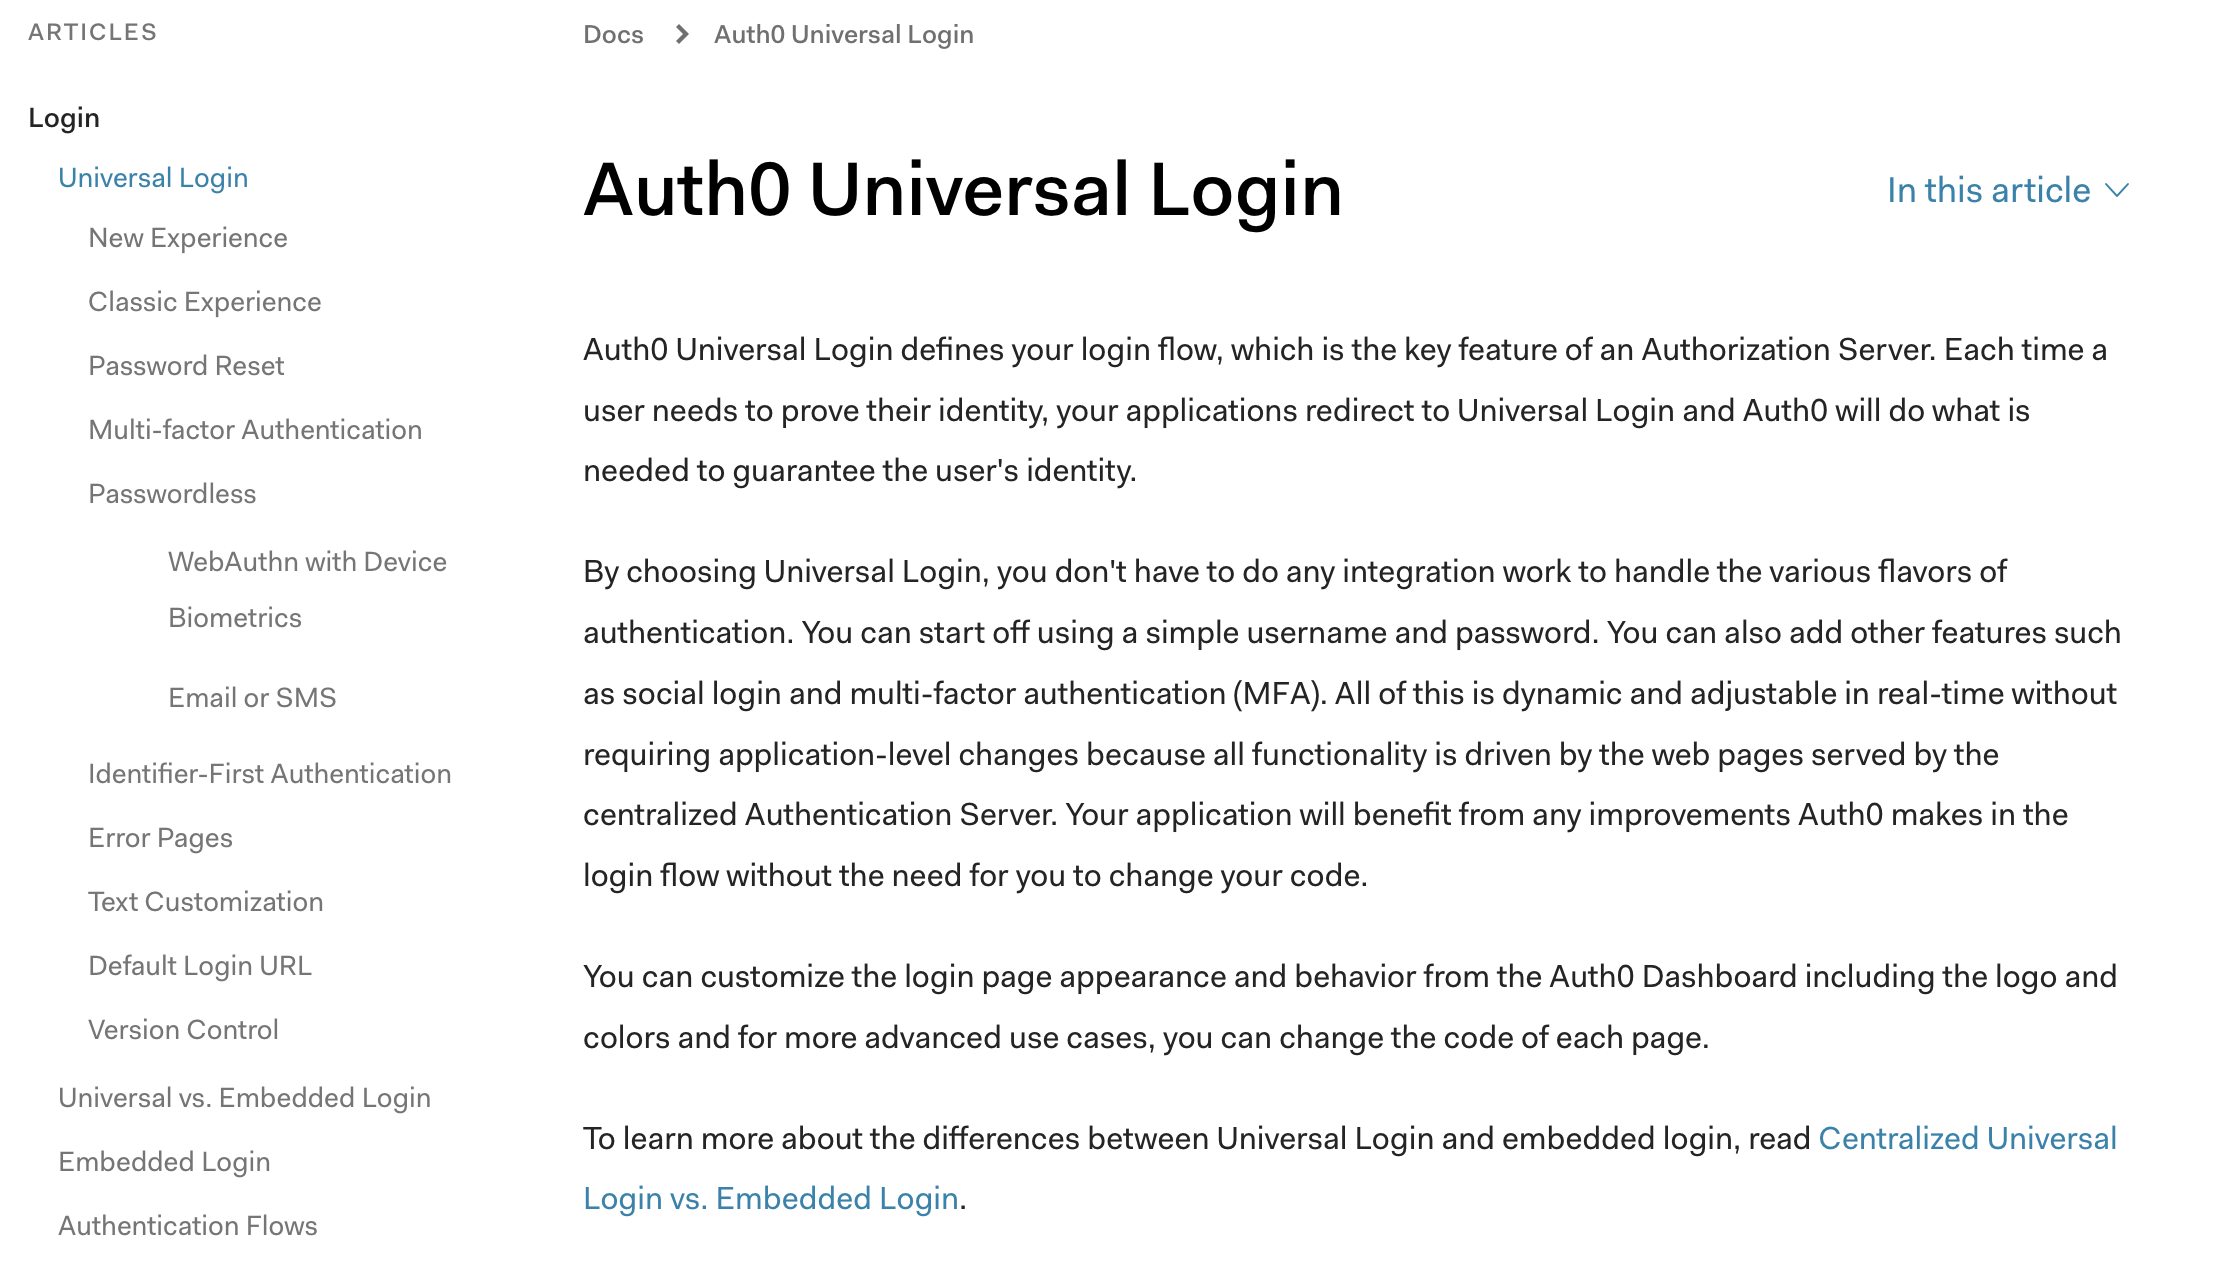 ARTICLES
Login
Universal Login
New Experience
Classic Experience
Password Reset
Multi-factor Authentication
Passwordless
WebAuthn with Device
Biometrics
Email or SMS
Identifier-First Authentication
Error Pages
Text Customization
Default Login URL
Version Control
Universal vs. Embedded Login
Embedded Login
Authentication Flows
Docs > Auth0 Universal Login
Auth0 Universal Login
In this article
Auth0 Universal Login defines your login flow, which is the key feature of an Authorization Server. Each time a
user needs to prove their identity, your applications redirect to Universal Login and Auth0 will do what is
needed to guarantee the user's identity.
By choosing Universal Login, you don't have to do any integration work to handle the various flavors of
authentication. You can start off using a simple username and password. You can also add other features such
as social login and multi-factor authentication (MFA). All of this is dynamic and adjustable in real-time without
requiring application-level changes because all functionality is driven by the web pages served by the
centralized Authentication Server. Your application will benefit from any improvements Auth0 makes in the
login flow without the need for you to change your code.
You can customize the login page appearance and behavior from the Auth0 Dashboard including the logo and
colors and for more advanced use cases, you can change the code of each page.
To learn more about the differences between Universal Login and embedded login, read Centralized Universal
Login vs. Embedded Login.